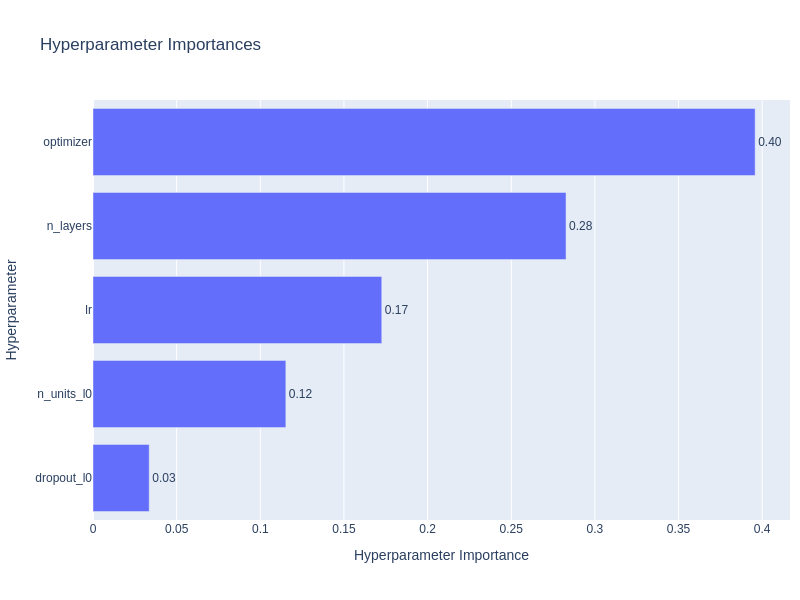 Hyperparameter Importances
Hyperparameter
optimizer 0.40
n_layers 0.28
lr 0.17
n_units_l0 0.12
dropout_l0 0.03
0 0.05 0.1 0.15 0.2 0.25 0.3 0.35 0.4
Hyperparameter Importance